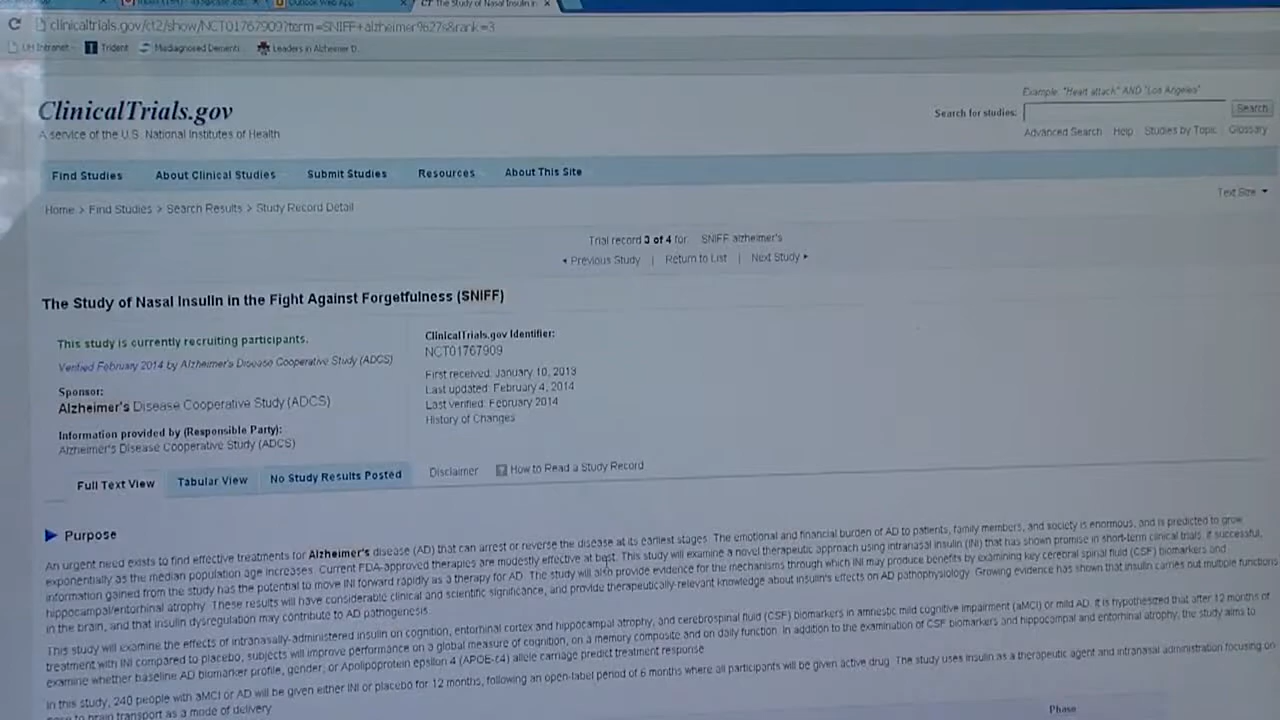 Outlook Web App
The Study of Nasal Insulin in
clinicaltrials.gov/ct2/show/NCT01767909?term=SNIFF+alzheimer%27s&rank=3
UH Intranet Trident Misdiagnosed Dementi... Leaders in Alzheimer D...
Example: "Heart attack" AND "Los Angeles"
ClinicalTrials.gov
Search for studies: Search
A service of the U.S. National Institutes of Health
Advanced Search Help Studies by Topic Glossary
Find Studies About Clinical Studies Submit Studies Resources About This Site
Text Size
Home > Find Studies > Search Results > Study Record Detail
Trial record 3 of 4 for: SNIFF alzheimer's
Previous Study | Return to List | Next Study
The Study of Nasal Insulin in the Fight Against Forgetfulness (SNIFF)
This study is currently recruiting participants.
Verified February 2014 by Alzheimer's Disease Cooperative Study (ADCS)
Sponsor:
Alzheimer's Disease Cooperative Study (ADCS)
Information provided by (Responsible Party):
Alzheimer's Disease Cooperative Study (ADCS)
ClinicalTrials.gov Identifier:
NCT01767909
First received: January 10, 2013
Last updated: February 4, 2014
Last verified: February 2014
History of Changes
Full Text View Tabular View No Study Results Posted Disclaimer ? How to Read a Study Record
Purpose
An urgent need exists to find effective treatments for Alzheimer's disease (AD) that can arrest or reverse the disease at its earliest stages. The emotional and financial burden of AD to patients, family members, and society is enormous, and is predicted to grow
exponentially as the median population age increases. Current FDA-approved therapies are modestly effective at best. This study will examine a novel therapeutic approach using intranasal insulin (INI) that has shown promise in short-term clinical trials. If successful,
information gained from the study has the potential to move INI forward rapidly as a therapy for AD. The study will also provide evidence for the mechanisms through which INI may produce benefits by examining key cerebral spinal fluid (CSF) biomarkers and
hippocampal/entorhinal atrophy. These results will have considerable clinical and scientific significance, and provide therapeutically-relevant knowledge about insulin's effects on AD pathophysiology. Growing evidence has shown that insulin carries out multiple functions
in the brain, and that insulin dysregulation may contribute to AD pathogenesis.
This study will examine the effects of intranasally-administered insulin on cognition, entorhinal cortex and hippocampal atrophy, and cerebrospinal fluid (CSF) biomarkers in amnestic mild cognitive impairment (aMCI) or mild AD. It is hypothesized that after 12 months of
treatment with INI compared to placebo, subjects will improve performance on a global measure of cognition, on a memory composite and on daily function. In addition to the examination of CSF biomarkers and hippocampal and entorhinal atrophy, the study aims to
examine whether baseline AD biomarker profile, gender, or Apolipoprotein epsilon 4 (APOE-ε4) allele carriage predict treatment response.
In this study, 240 people with aMCI or AD will be given either INI or placebo for 12 months, following an open-label period of 6 months where all participants will be given active drug. The study uses insulin as a therapeutic agent and intranasal administration focusing on
nose to brain transport as a mode of delivery
Phase